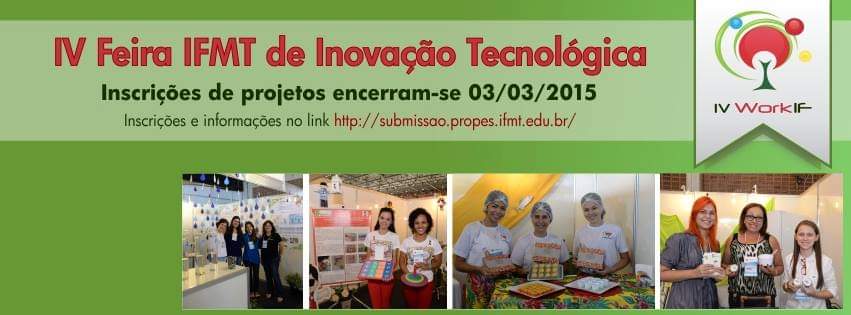 IV Feira IFMT de Inovação Tecnológica
Inscrições de projetos encerram-se 03/03/2015
Inscrições e informações no link http://submissao.propes.ifmt.edu.br/
IV WorkIF